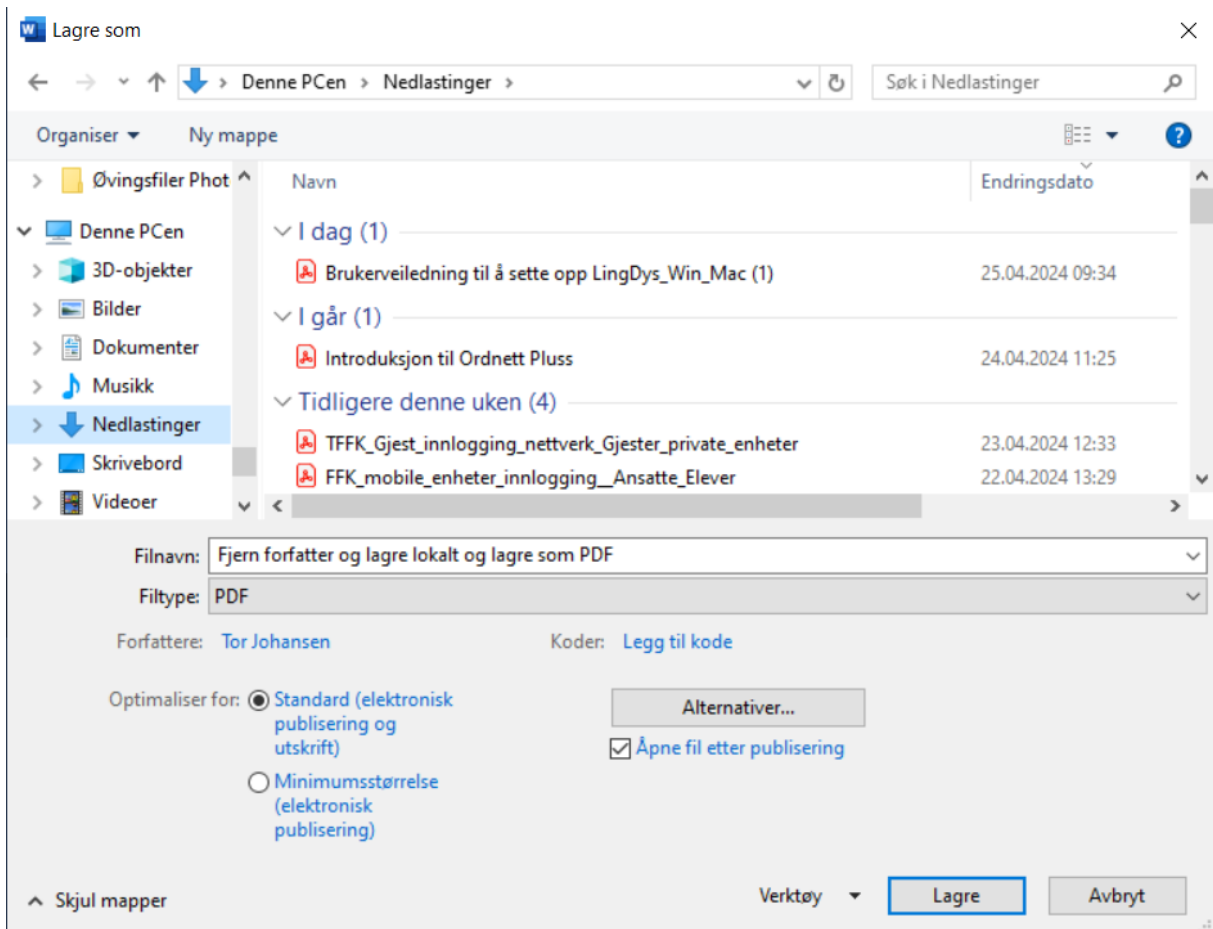 Lagre som
Denne PCen > Nedlastinger >
Søk i Nedlastinger
Organiser
Ny mappe
Øvingsfiler Phot
Denne PCen
3D-objekter
Bilder
Dokumenter
Musikk
Nedlastinger
Skrivebord
Videoer
Navn
Endringsdato
I dag (1)
Brukerveiledning til å sette opp LingDys_Win_Mac (1)
25.04.2024 09:34
I går (1)
Introduksjon til Ordnett Pluss
24.04.2024 11:25
Tidligere denne uken (4)
TFFK_Gjest_innlogging_nettverk_Gjester_private_enheter
23.04.2024 12:33
FFK_mobile_enheter_innlogging__Ansatte_Elever
22.04.2024 13:29
Filnavn: Fjern forfatter og lagre lokalt og lagre som PDF
Filtype: PDF
Forfattere: Tor Johansen
Koder: Legg til kode
Optimaliser for:
Standard (elektronisk
publisering og
utskrift)
Minimumsstørrelse
(elektronisk
publisering)
Alternativer...
Åpne fil etter publisering
Skjul mapper
Verktøy
Lagre
Avbryt